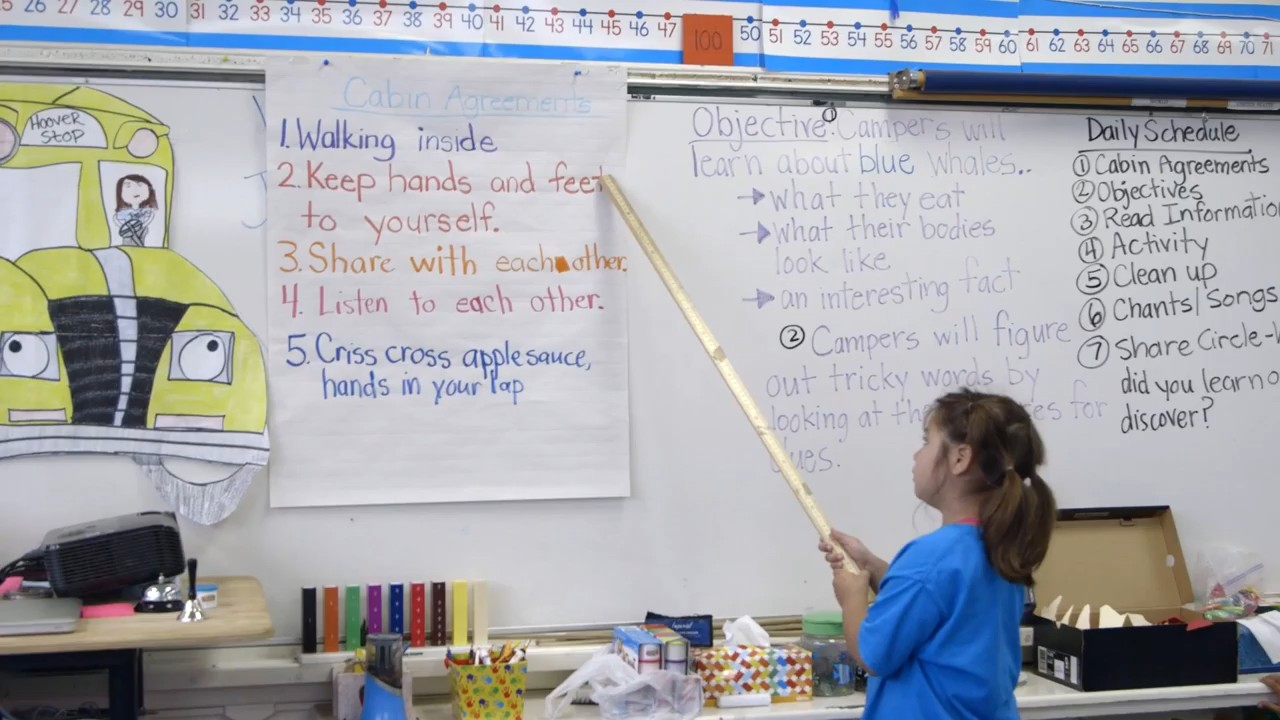 25 26 27 28 29 30 31 32 33 34 35 36 37 38 39 40 41 42 43 44 45 46 47 100 50 51 52 53 54 55 56 57 58 59 60 61 62 63 64 65 66 67 68 69 70 71
HOOVER
STOP
Cabin Agreements
1. Walking inside
2. Keep hands and feet
to yourself.
3. Share with each other.
4. Listen to each other.
5. Criss cross applesauce,
hands in your lap
Objective: ① Campers will
learn about blue whales..
→ what they eat
→ what their bodies
look like
→ an interesting fact
② Campers will figure
out tricky words by
looking at the for
Daily Schedule
① Cabin Agreements
② Objectives
③ Read Information
④ Activity
⑤ Clean up
⑥ Chants/Songs
⑦ Share Circle-
did you learn o
discover?